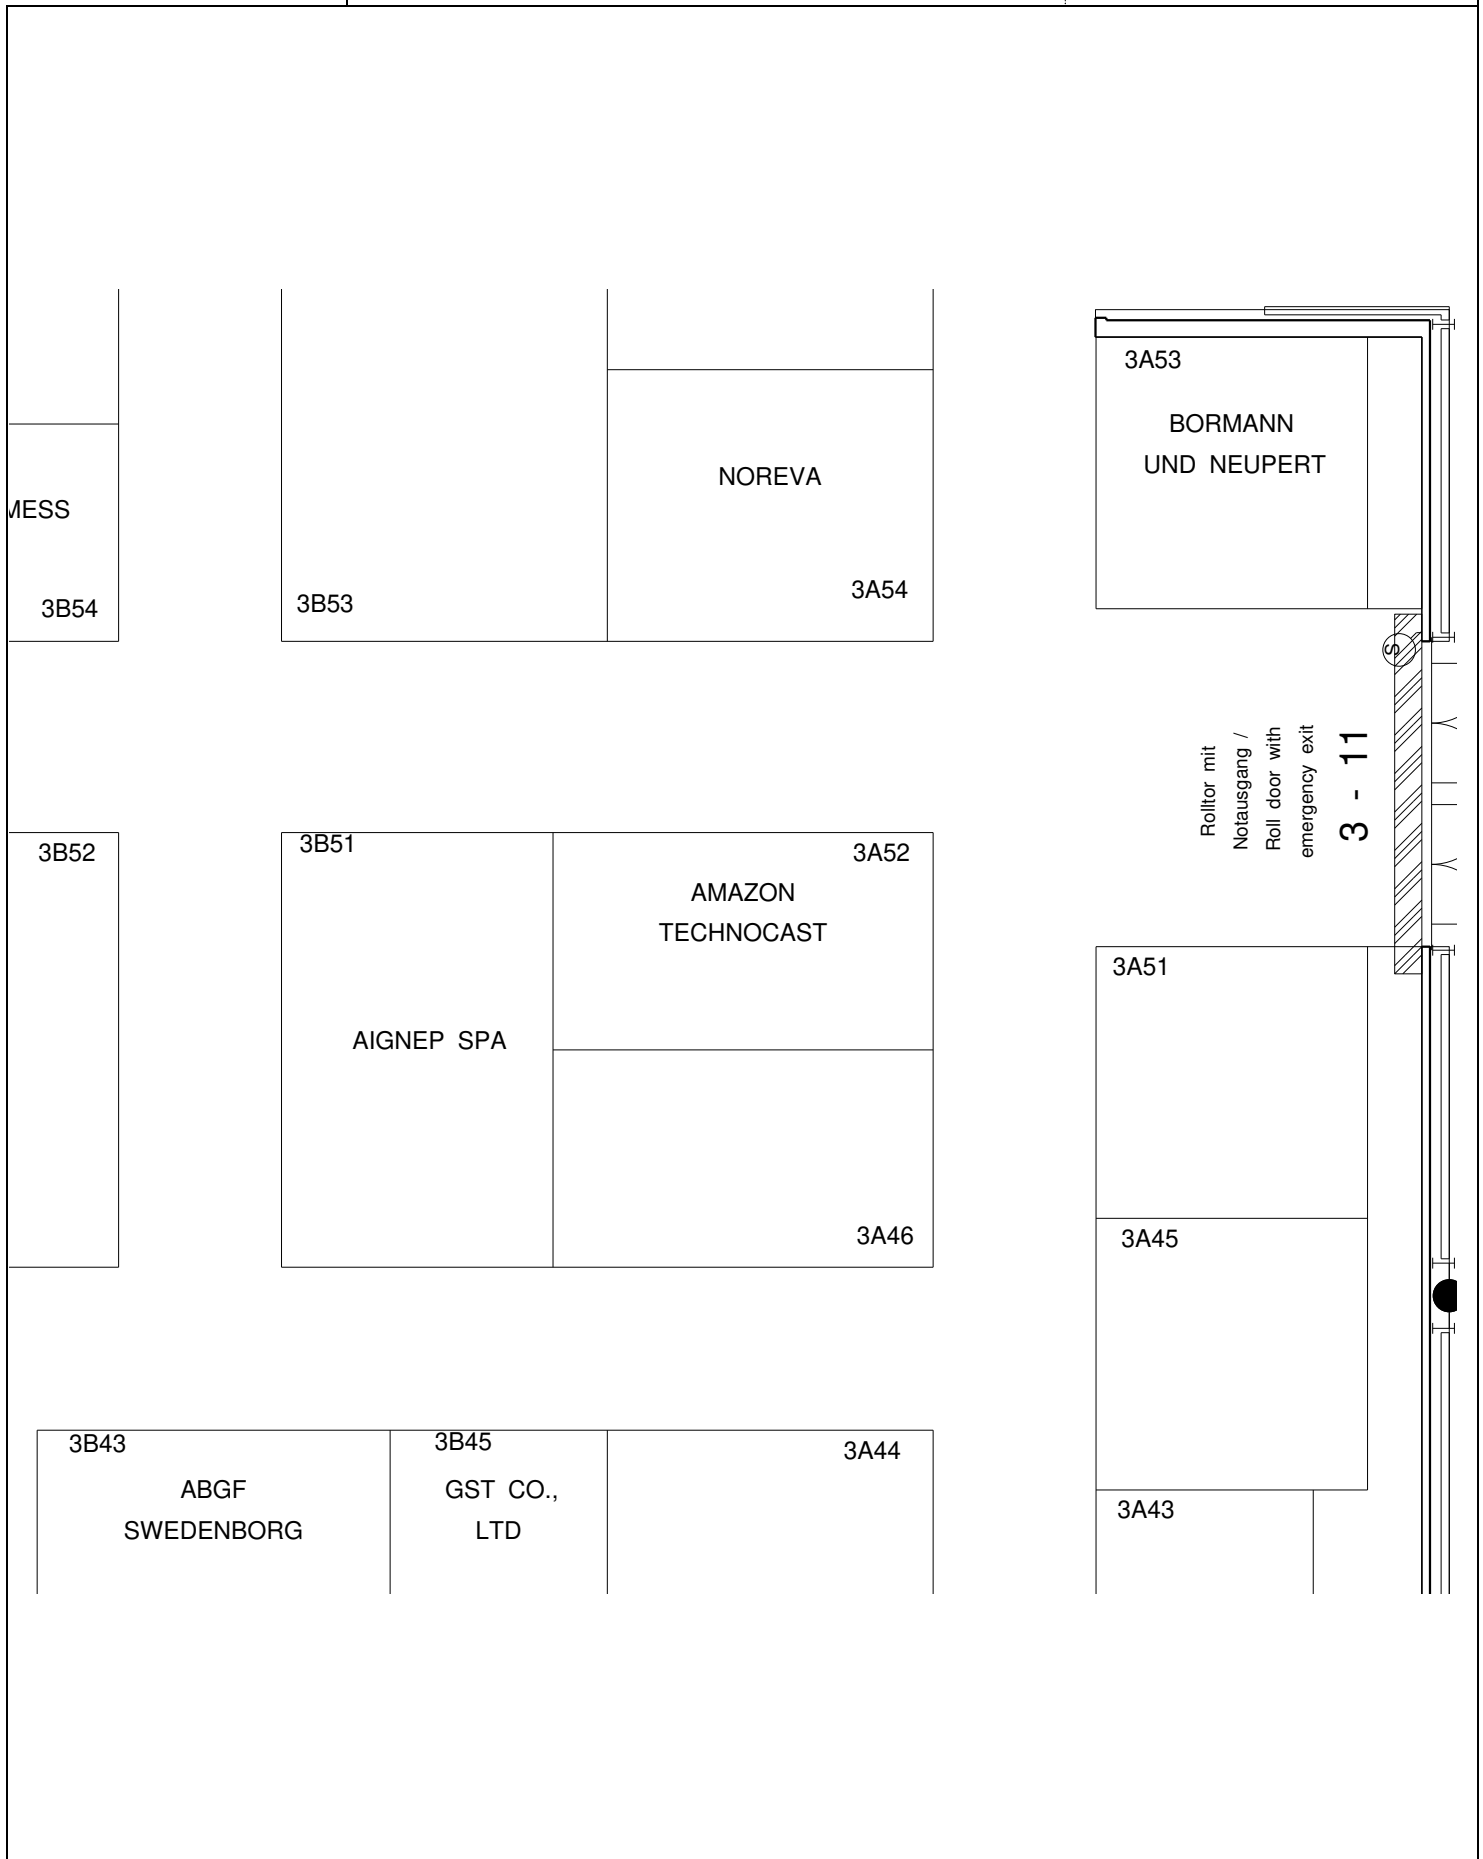 3A53
BORMANN
UND NEUPERT
NOREVA
3A54
3B53
3B54
S
Rolltor mit
Notausgang /
Roll door with
emergency exit
3 - 11
3B52
3B51
AIGNEP SPA
3A52
AMAZON
TECHNOCAST
3A46
3A51
3A45
3B43
ABGF
SWEDENBORG
3B45
GST CO.,
LTD
3A44
3A43